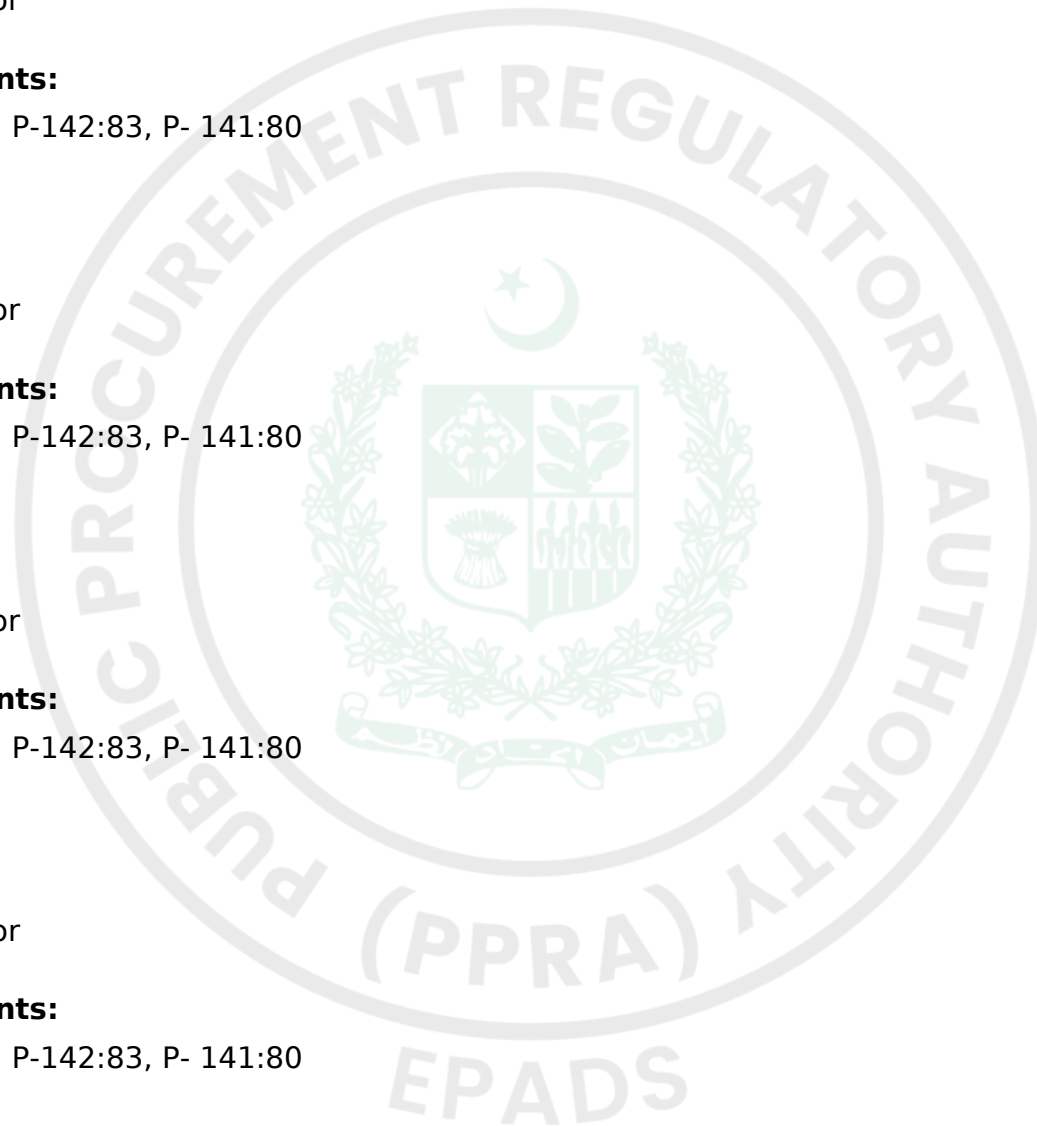 or
nts:
P-142:83, P- 141:80
or
nts:
P-142:83, P- 141:80
or
nts:
P-142:83, P- 141:80
or
nts:
P-142:83, P- 141:80
PUBLIC PROCUREMENT REGULATORY AUTHORITY
(PPRA)
EPADS